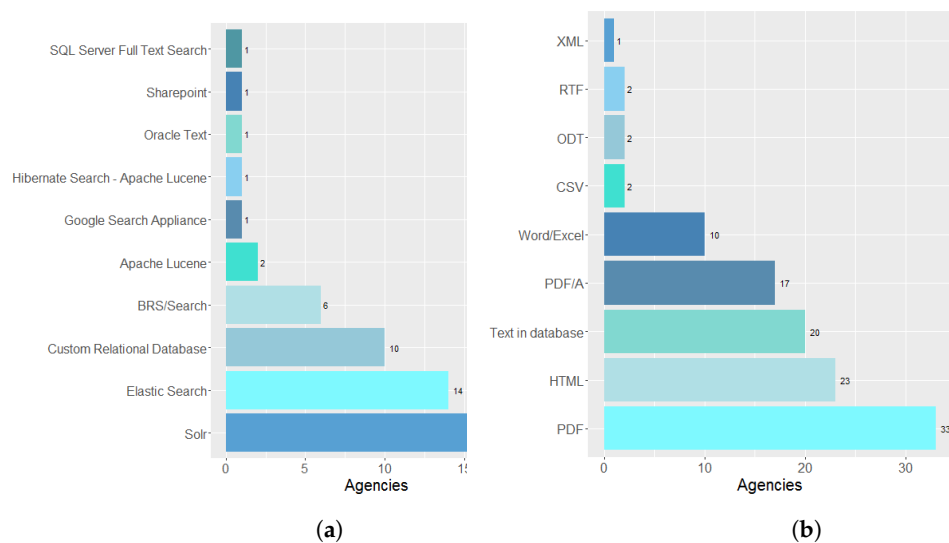 SQL Server Full Text Search
1
Sharepoint
1
Oracle Text
1
Hibernate Search - Apache Lucene
1
Google Search Appliance
1
Apache Lucene
2
BRS/Search
6
Custom Relational Database
10
Elastic Search
14
Solr
0 5 10 15
Agencies
(a)
XML
1
RTF
2
ODT
2
CSV
2
Word/Excel
10
PDF/A
17
Text in database
20
HTML
23
PDF
33
0 10 20 30
Agencies
(b)